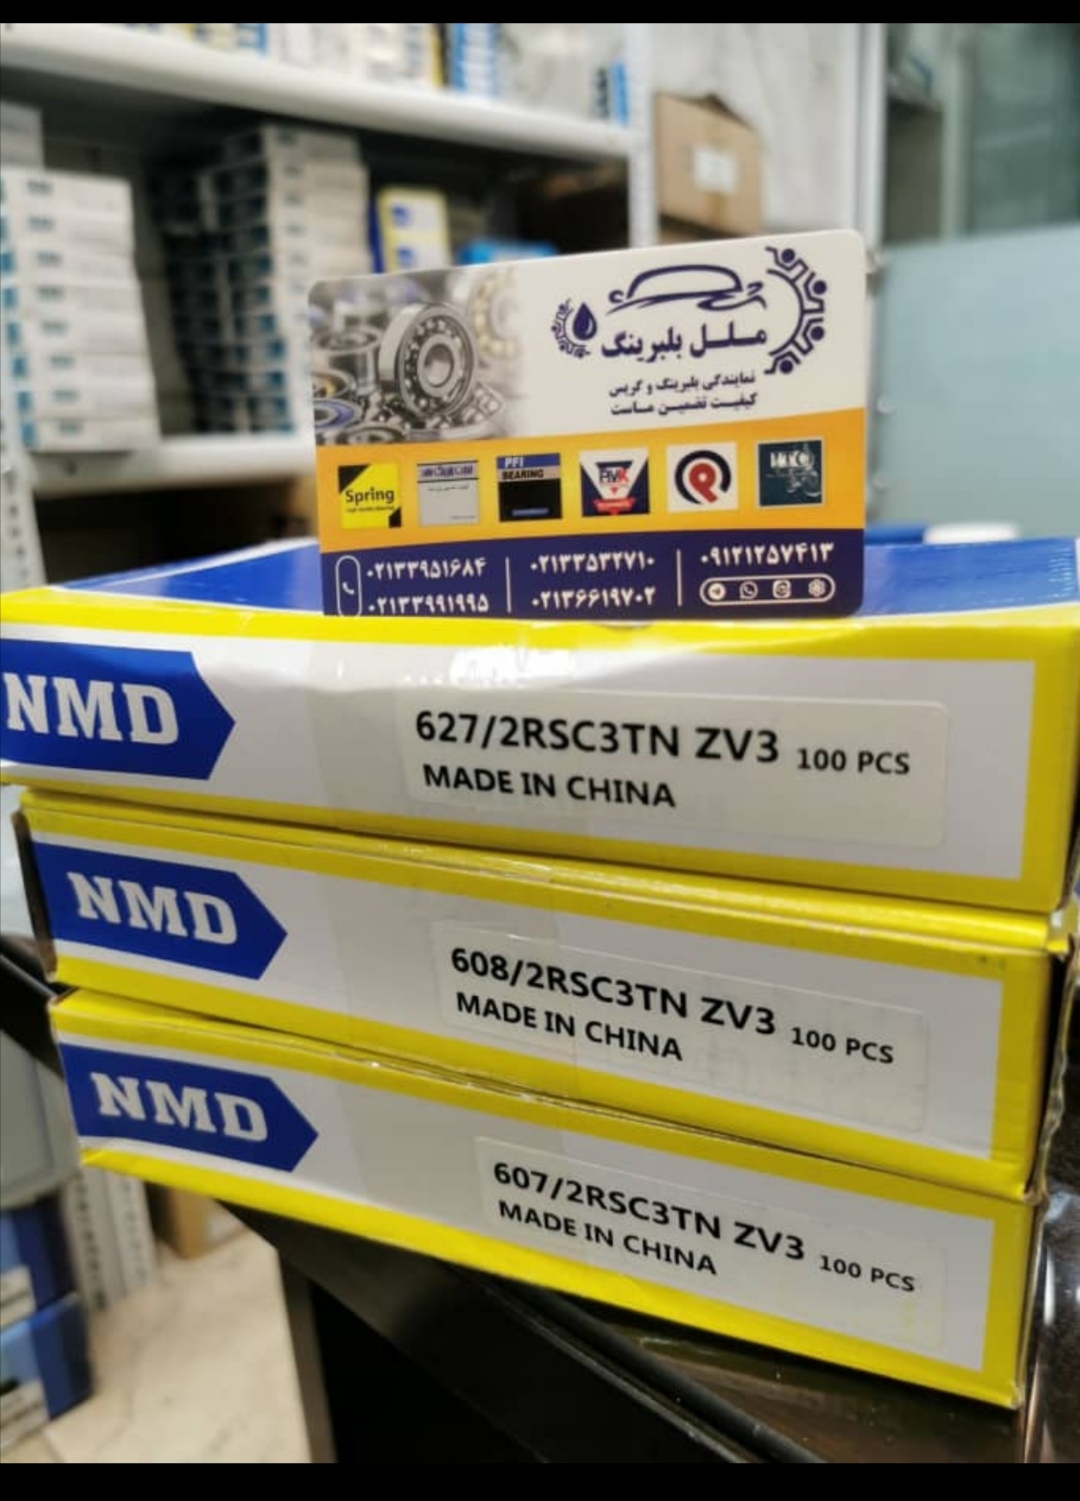 ملل بلبرینگ
نمایندگی بلبرینگ و گریس
کیفیت تضمین ماست
Spring
PFI
BEARING
۰۲۱۳۳۹۵۱۶۸۴
۰۲۱۳۳۹۹۱۹۹۵
۰۲۱۳۳۵۳۲۷۱۰
۰۲۱۳۶۶۱۹۷۰۲
۰۹۱۲۱۲۵۷۴۱۳
NMD
627/2RSC3TN ZV3 100 PCS
MADE IN CHINA
NMD
608/2RSC3TN ZV3 100 PCS
MADE IN CHINA
NMD
607/2RSC3TN ZV3 100 PCS
MADE IN CHINA